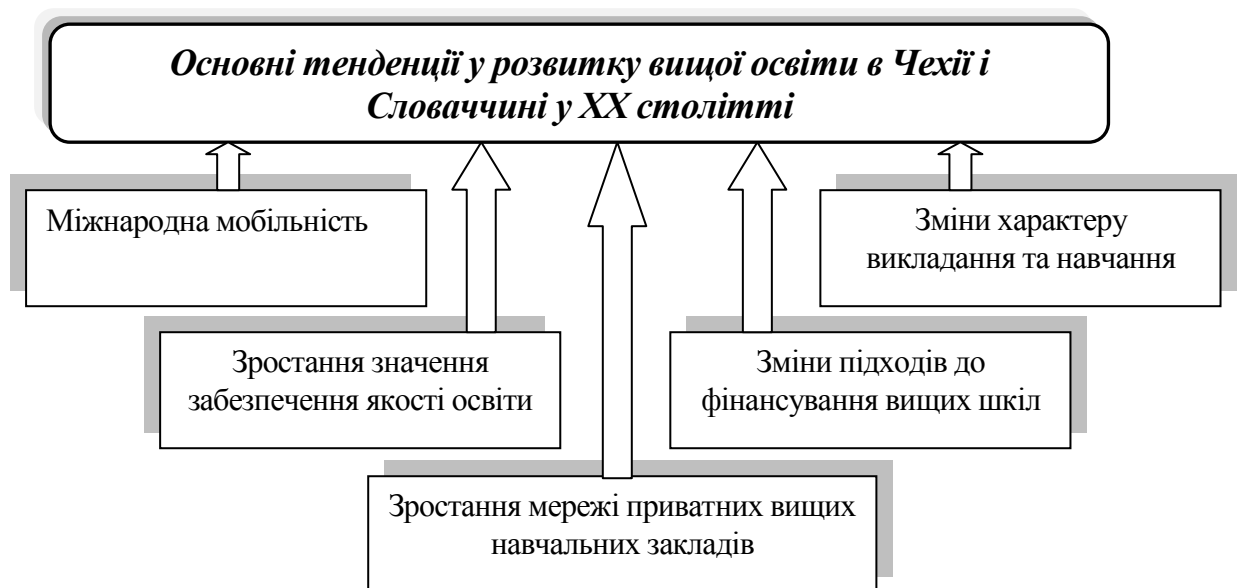 Основні тенденції у розвитку вищої освіти в Чехії і
Словаччині у ХХ столітті
Міжнародна мобільність
Зміни характеру
викладання та навчання
Зростання значення
забезпечення якості освіти
Зміни підходів до
фінансування вищих шкіл
Зростання мережі приватних вищих
навчальних закладів